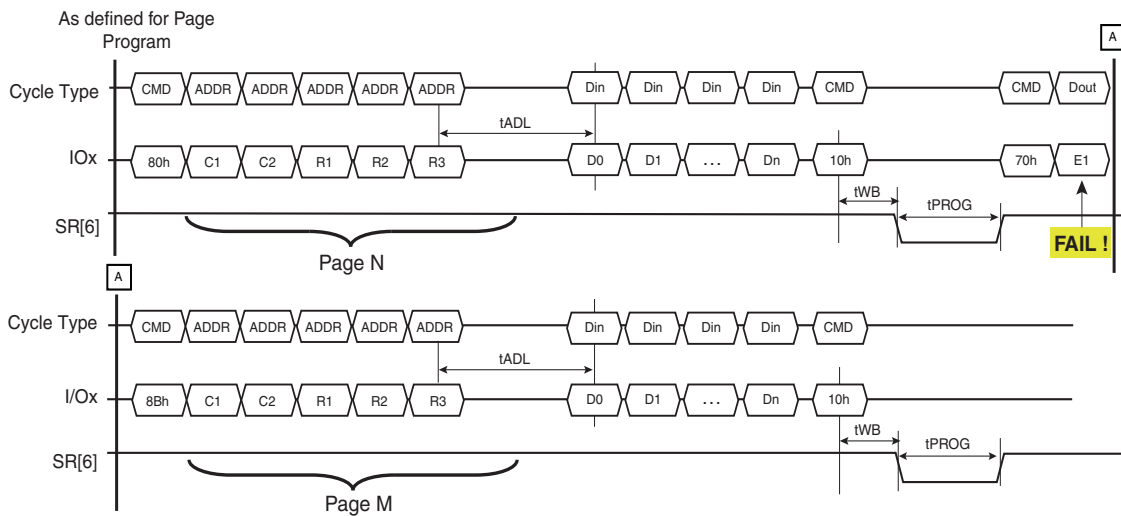 As defined for Page
Program
A
Cycle Type CMD ADDR ADDR ADDR ADDR ADDR Din Din Din Din CMD CMD Dout
tADL
IOx 80h C1 C2 R1 R2 R3 D0 D1 ... Dn 10h 70h E1
tWB tPROG
SR[6]
FAIL !
Page N
A
Cycle Type CMD ADDR ADDR ADDR ADDR ADDR Din Din Din Din CMD
tADL
I/Ox 8Bh C1 C2 R1 R2 R3 D0 D1 ... Dn 10h
tWB tPROG
SR[6]
Page M